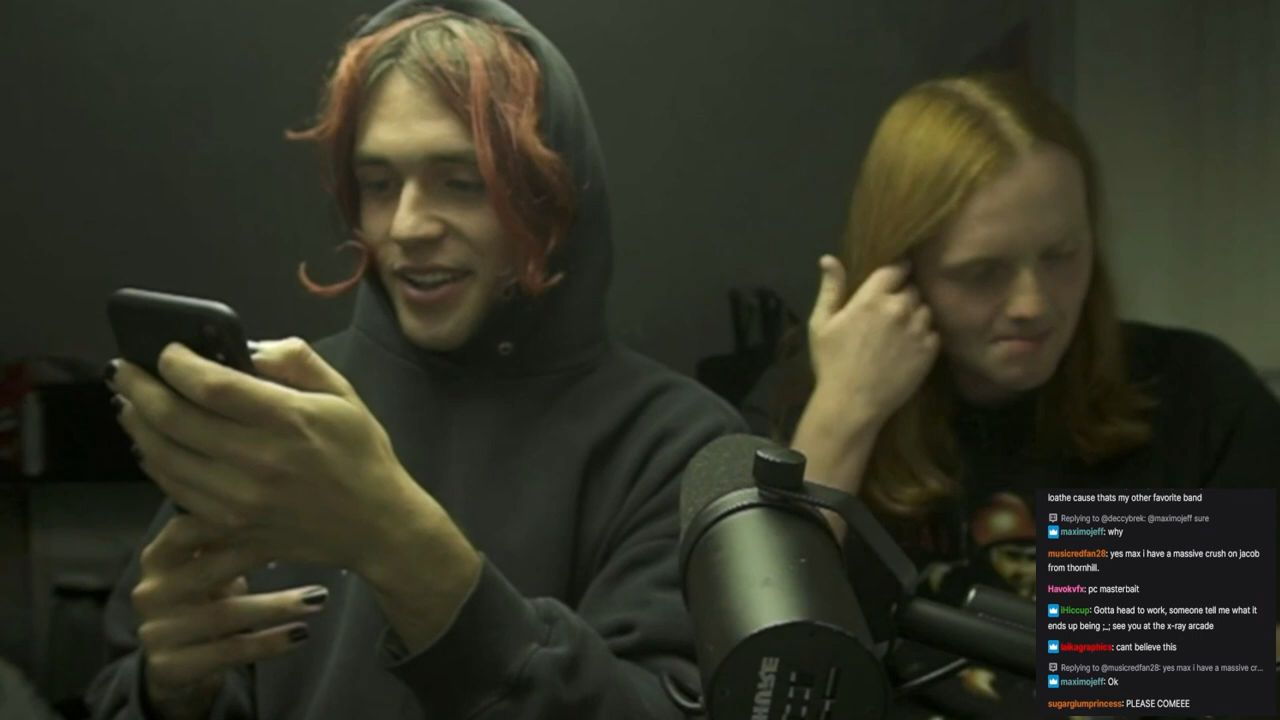 loathe cause thats my other favorite band
Replying to @deccybrek: @maximojeff sure
maximojeff: why
musicredfan28: yes max i have a massive crush on jacob
from thornhill.
Havokvfx: pc masterbait
iHiccup: Gotta head to work, someone tell me what it
ends up being ;_; see you at the x-ray arcade
laikagraphics: cant believe this
Replying to @musicredfan28: yes max i have a massive cr...
maximojeff: Ok
sugarglumprincess: PLEASE COMEEE
SHURE